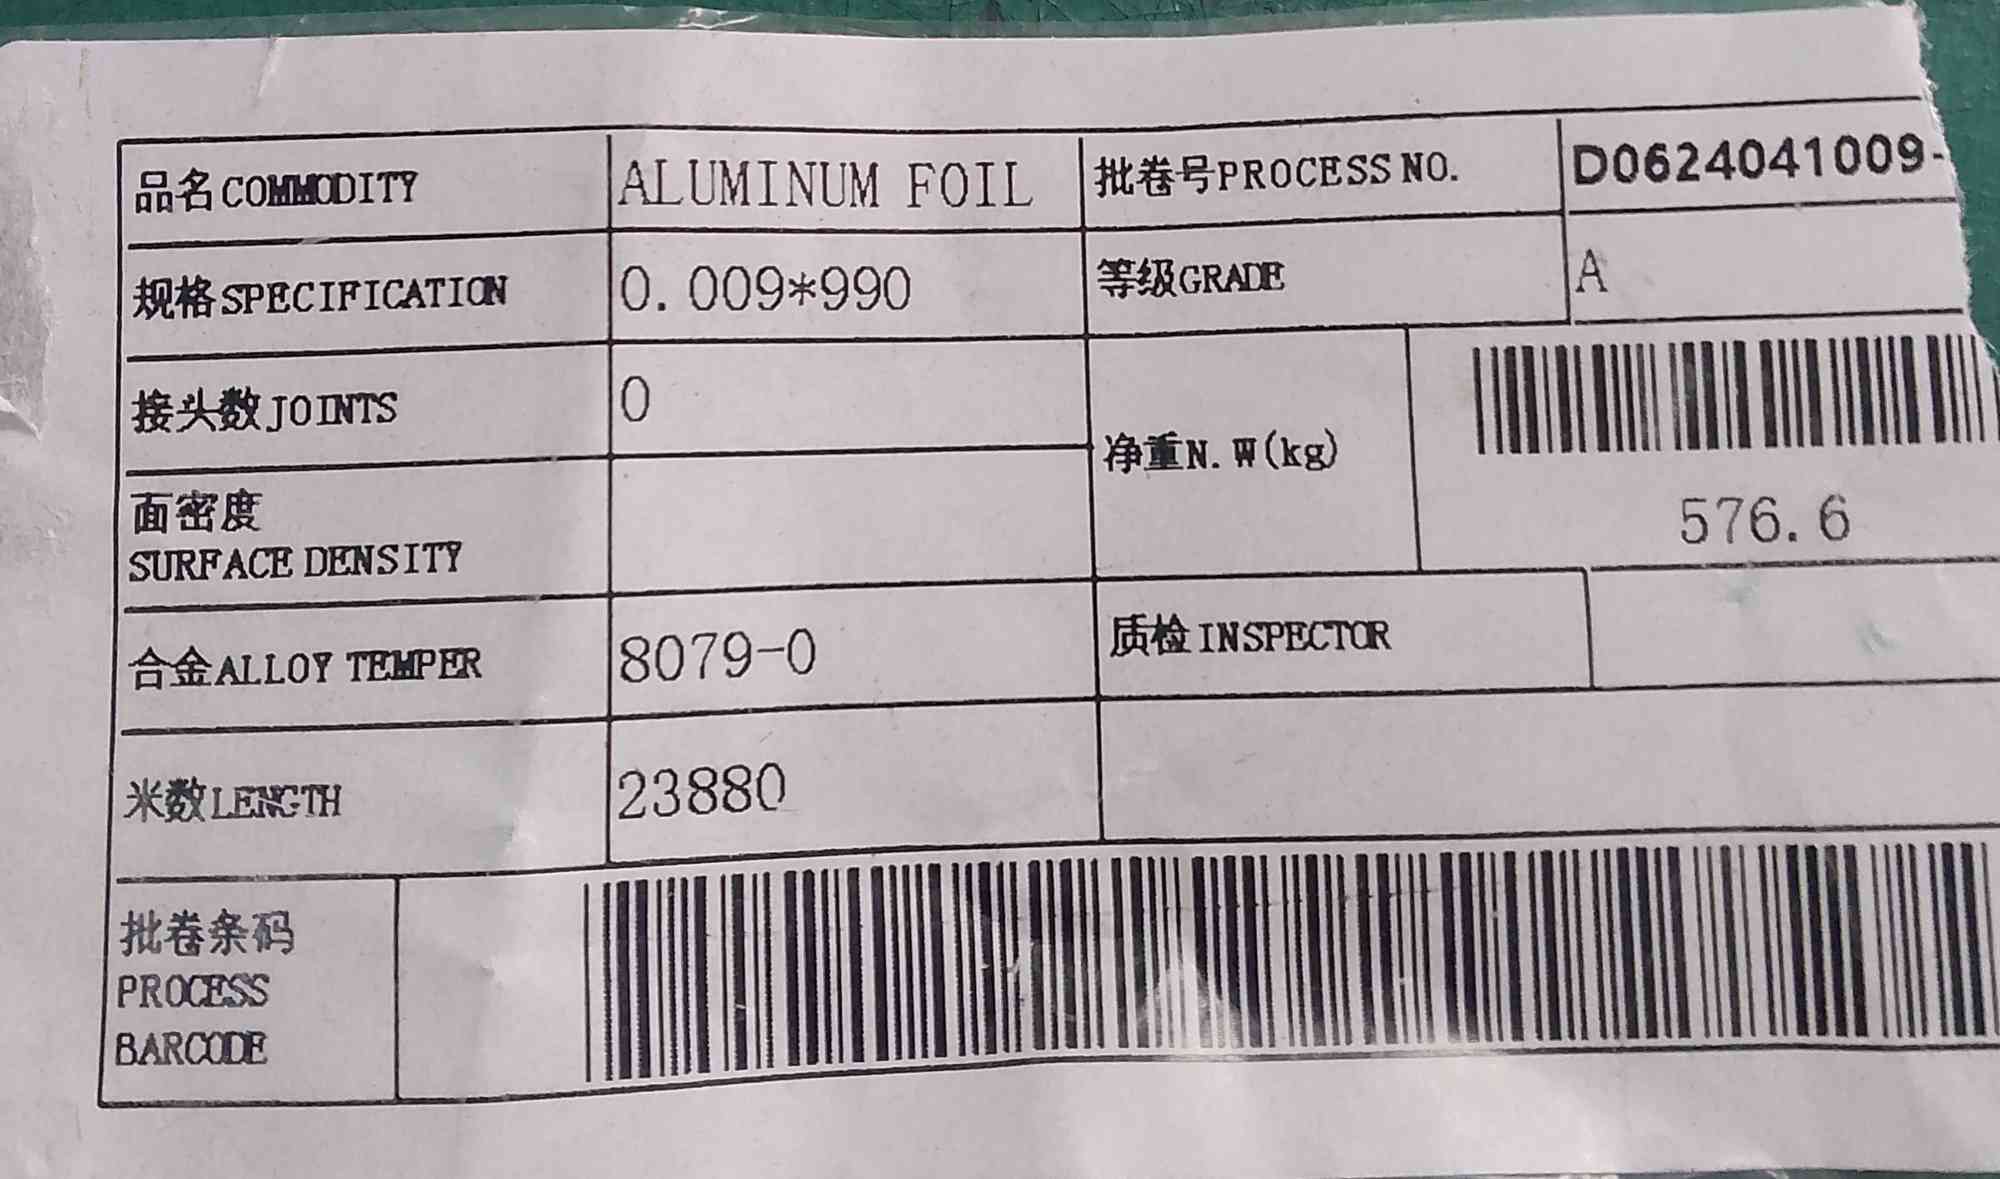 品名COMMODITY ALUMINUM FOIL 批卷号PROCESS NO. D0624041009-
规格SPECIFICATION 0.009*990 等级GRADE A
接头数JOINTS 0
净重N.W(kg) 576.6
面密度
SURFACE DENSITY
合金ALLOY TEMPER 8079-0 质检INSPECTOR
米数LENGTH 23880
批卷条码
PROCESS
BARCODE